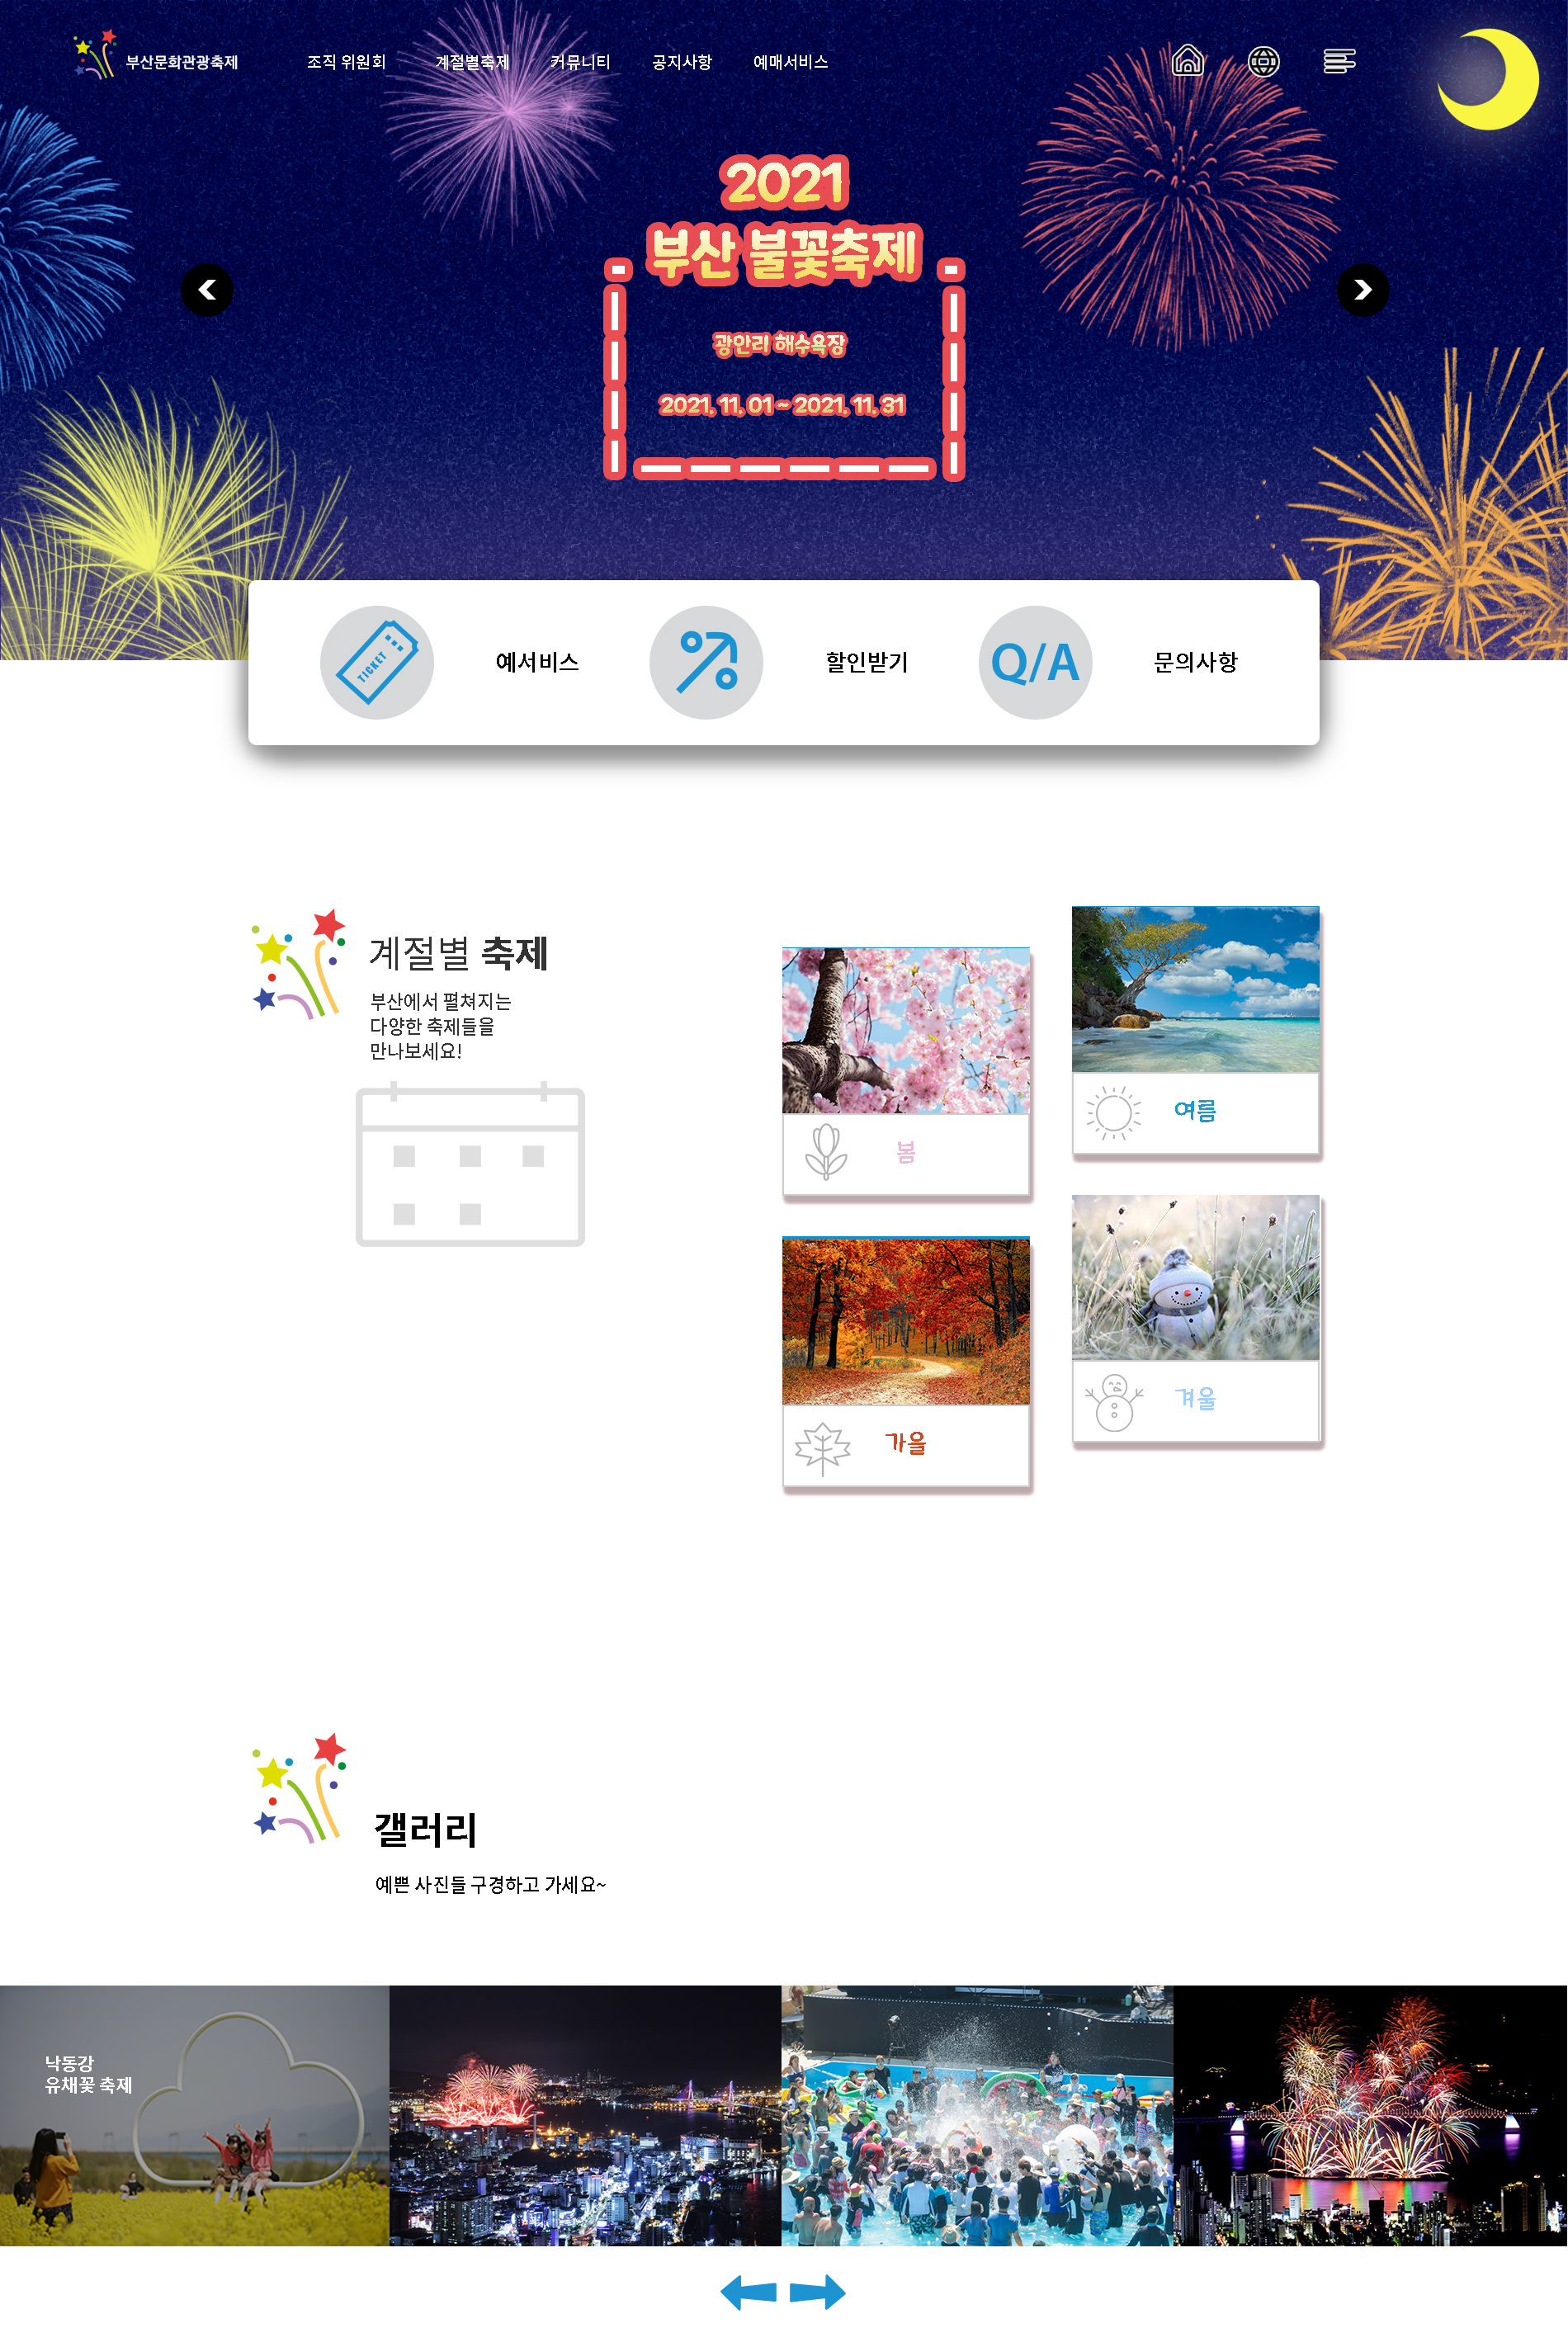 부산문화관광축제
조직 위원회
계절별축제
커뮤니티
공지사항
예매서비스
2021
부산 불꽃축제
광안리 해수욕장
2021. 11. 01 ~ 2021. 11. 31
TICKET
예서비스
할인받기
Q/A
문의사항
계절별 축제
부산에서 펼쳐지는
다양한 축제들을
만나보세요!
봄
여름
가을
겨울
갤러리
예쁜 사진들 구경하고 가세요~
낙동강
유채꽃 축제